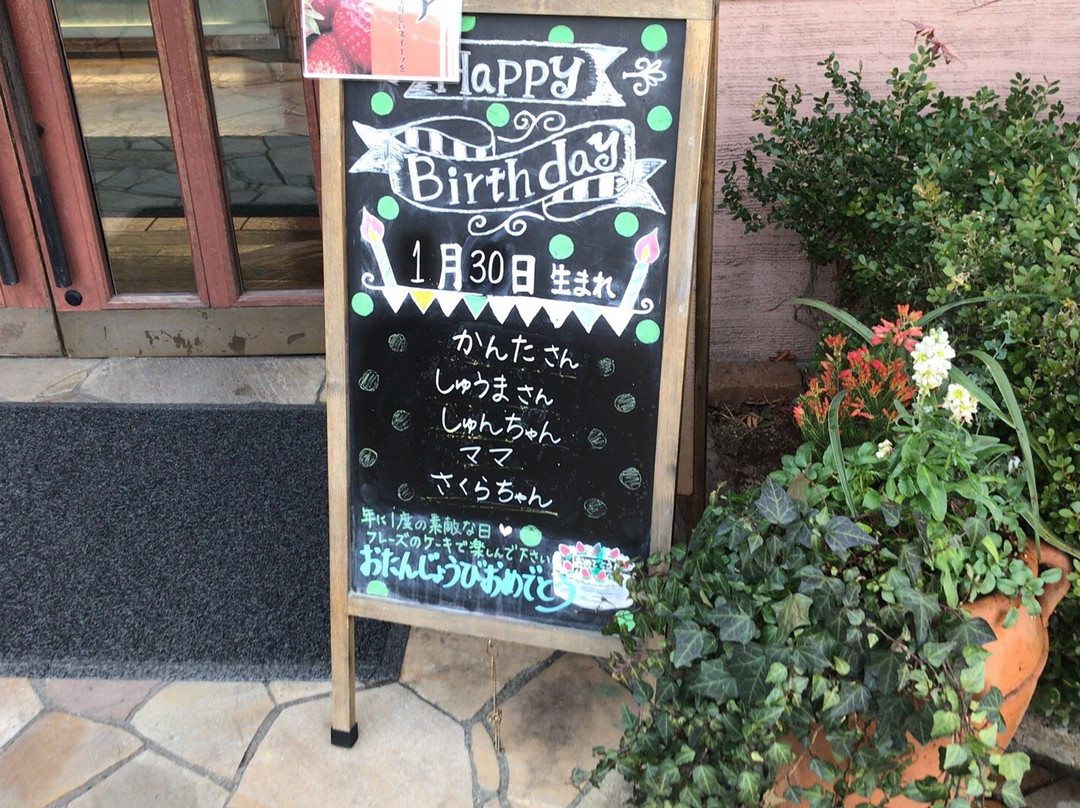 Happy
Birthday
1月30日 生まれ
かんたさん
しゅうまさん
しゅんちゃん
ママ
さくらちゃん
年に1度の素敵な日
フレーズのケーキで楽しんで下さい
おたんじょうびおめでとう